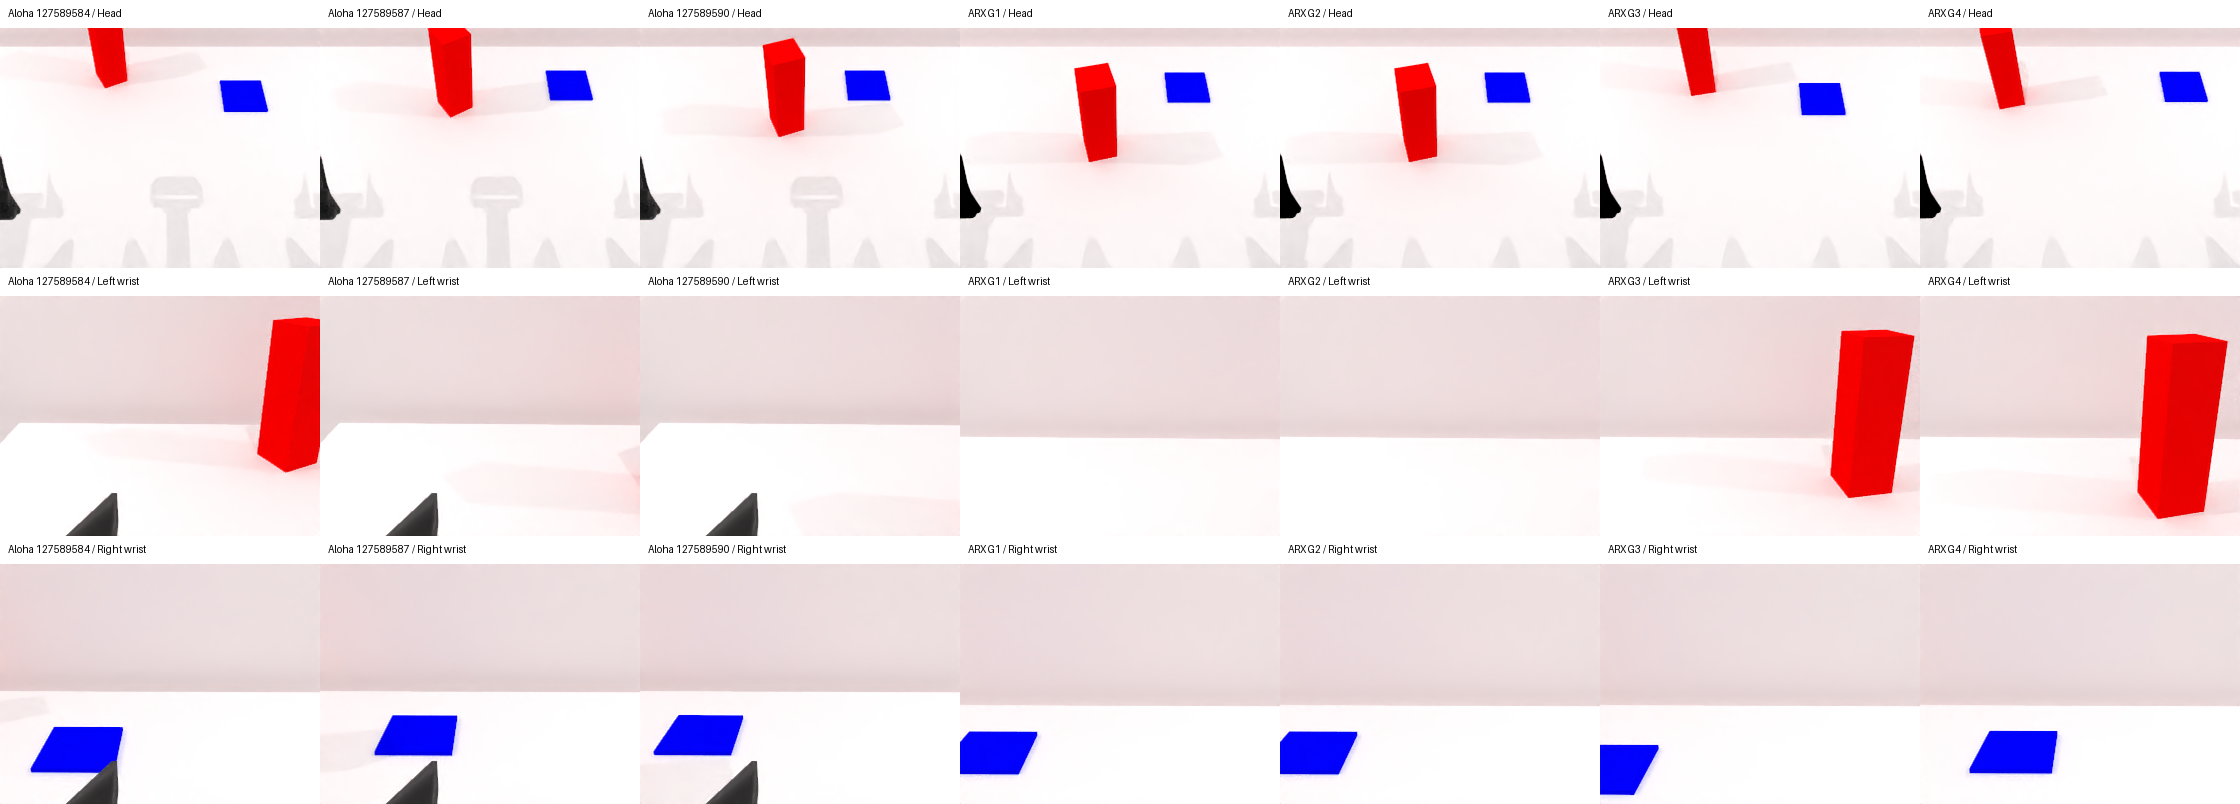 Aloha 127589584 / Head
Aloha 127589587 / Head
Aloha 127589590 / Head
ARX G1 / Head
ARX G2 / Head
ARX G3 / Head
ARX G4 / Head
Aloha 127589584 / Left wrist
Aloha 127589587 / Left wrist
Aloha 127589590 / Left wrist
ARX G1 / Left wrist
ARX G2 / Left wrist
ARX G3 / Left wrist
ARX G4 / Left wrist
Aloha 127589584 / Right wrist
Aloha 127589587 / Right wrist
Aloha 127589590 / Right wrist
ARX G1 / Right wrist
ARX G2 / Right wrist
ARX G3 / Right wrist
ARX G4 / Right wrist